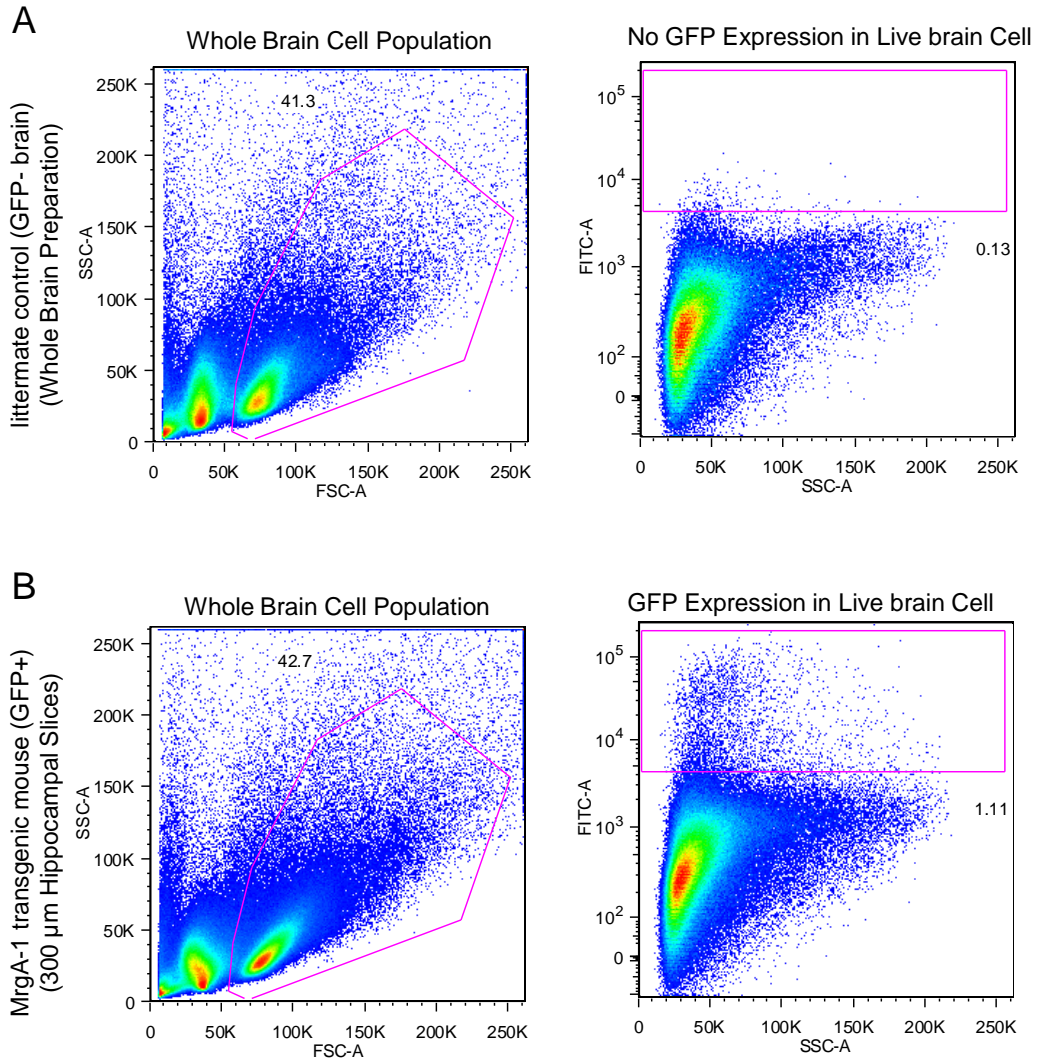 A
Whole Brain Cell Population
No GFP Expression in Live brain Cell
littermate control (GFP- brain)
(Whole Brain Preparation)
250K
200K
150K
100K
50K
0
SSC-A
41.3
0 50K 100K 150K 200K 250K
FSC-A
10^5
10^4
10^3
10^2
0
FITC-A
0.13
0 50K 100K 150K 200K 250K
SSC-A
B
Whole Brain Cell Population
GFP Expression in Live brain Cell
MrgA-1 transgenic mouse (GFP+)
(300 µm Hippocampal Slices)
250K
200K
150K
100K
50K
0
SSC-A
42.7
0 50K 100K 150K 200K 250K
FSC-A
10^5
10^4
10^3
10^2
0
FITC-A
1.11
0 50K 100K 150K 200K 250K
SSC-A